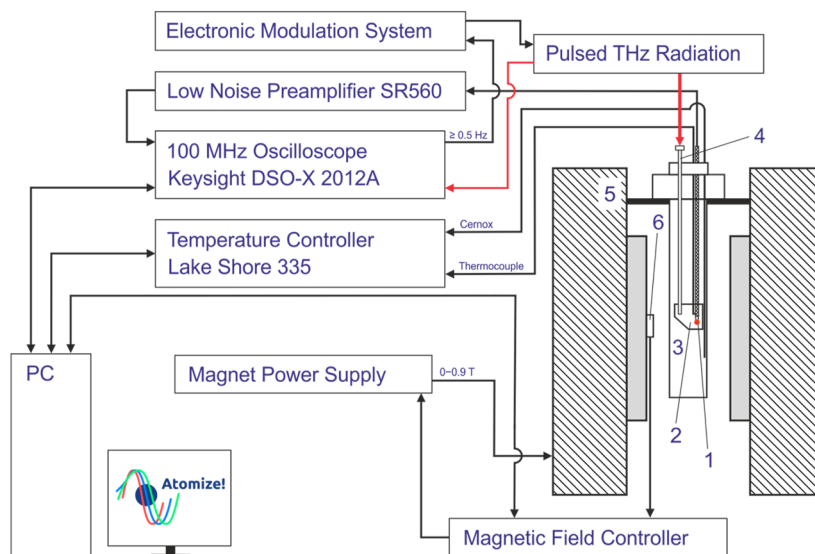 Electronic Modulation System
Pulsed THz Radiation
Low Noise Preamplifier SR560
≥ 0.5 Hz
100 MHz Oscilloscope
Keysight DSO-X 2012A
4
5
6
Cernox
Temperature Controller
Lake Shore 335
Thermocouple
3
PC
Magnet Power Supply
0–0.9 T
2
1
Atomize!
Magnetic Field Controller